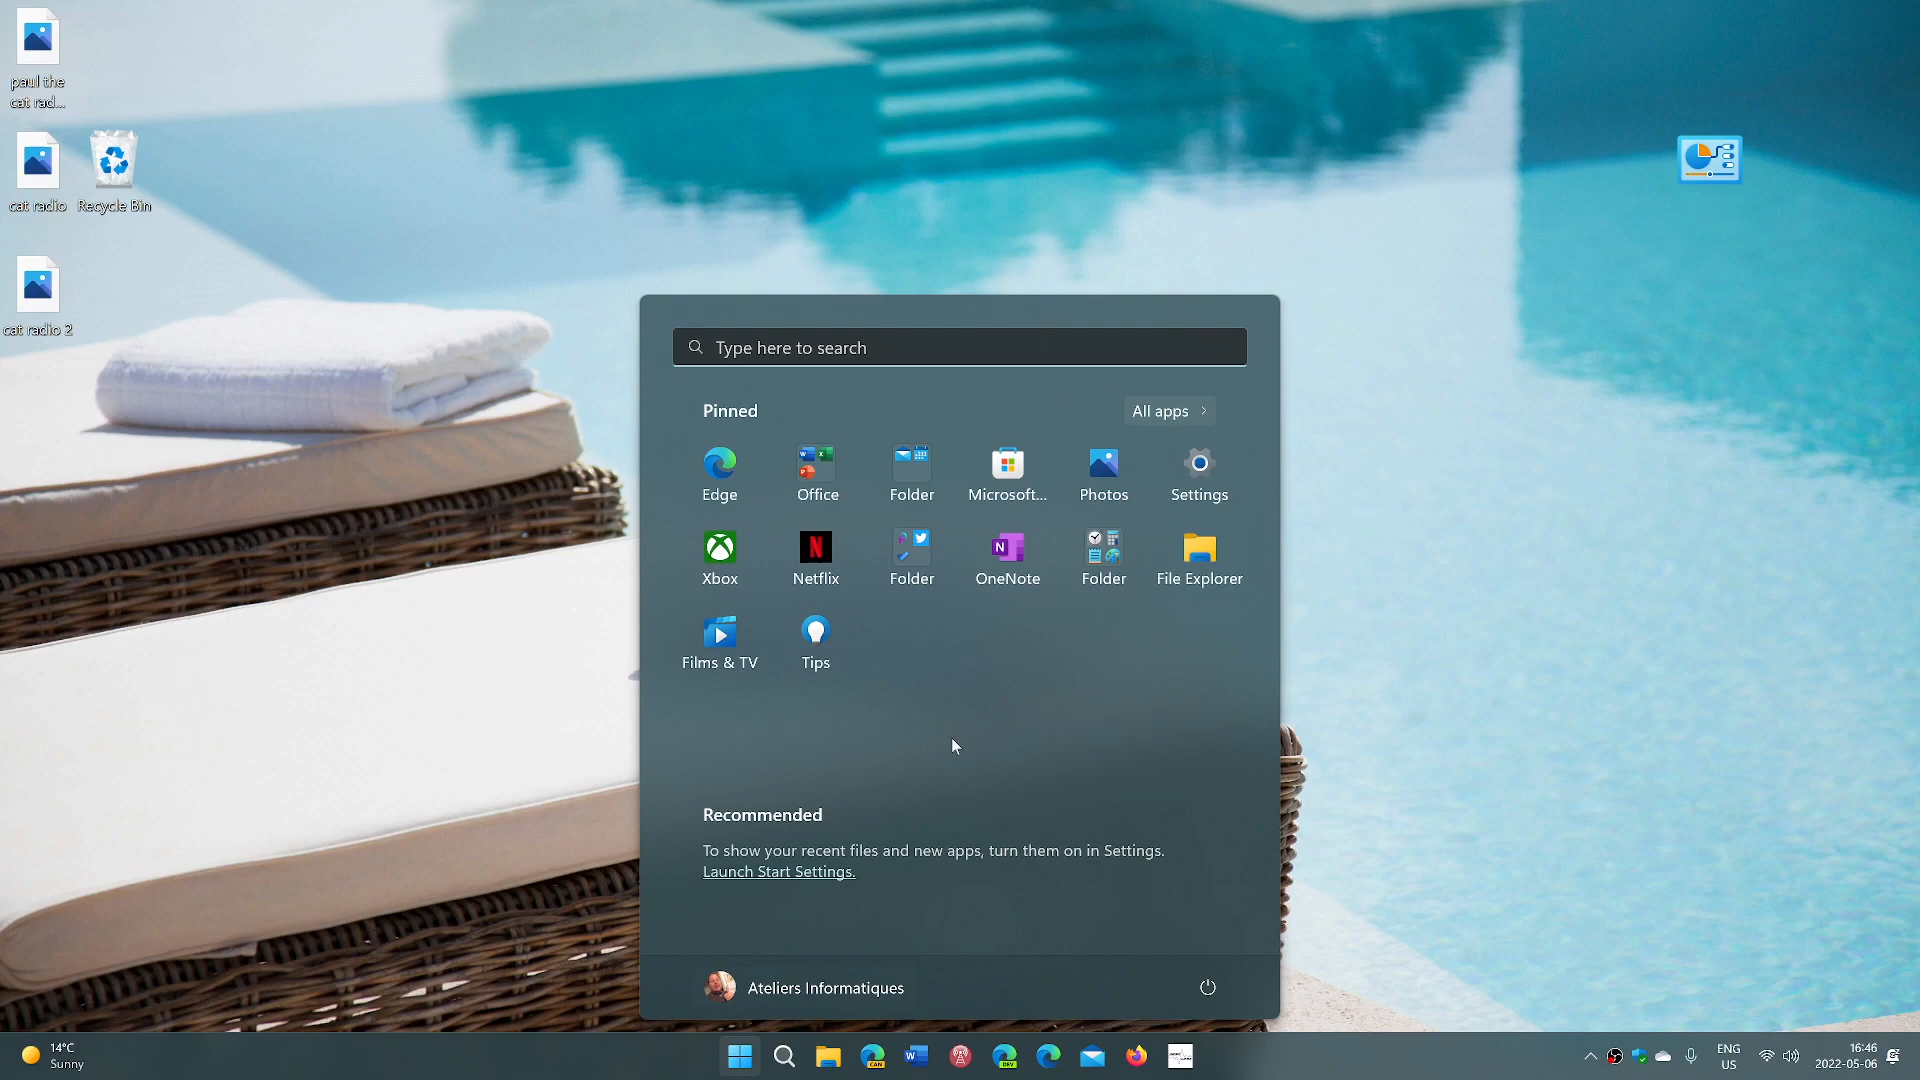 paul the
cat rad...
cat radio
Recycle Bin
cat radio 2
Type here to search
Pinned
All apps
Edge
Office
Folder
Microsoft...
Photos
Settings
Xbox
Netflix
Folder
OneNote
Folder
File Explorer
Films & TV
Tips
Recommended
To show your recent files and new apps, turn them on in Settings.
Launch Start Settings.
Ateliers Informatiques
14°C
Sunny
CAN
DEV
ENG
US
16:46
2022-05-06